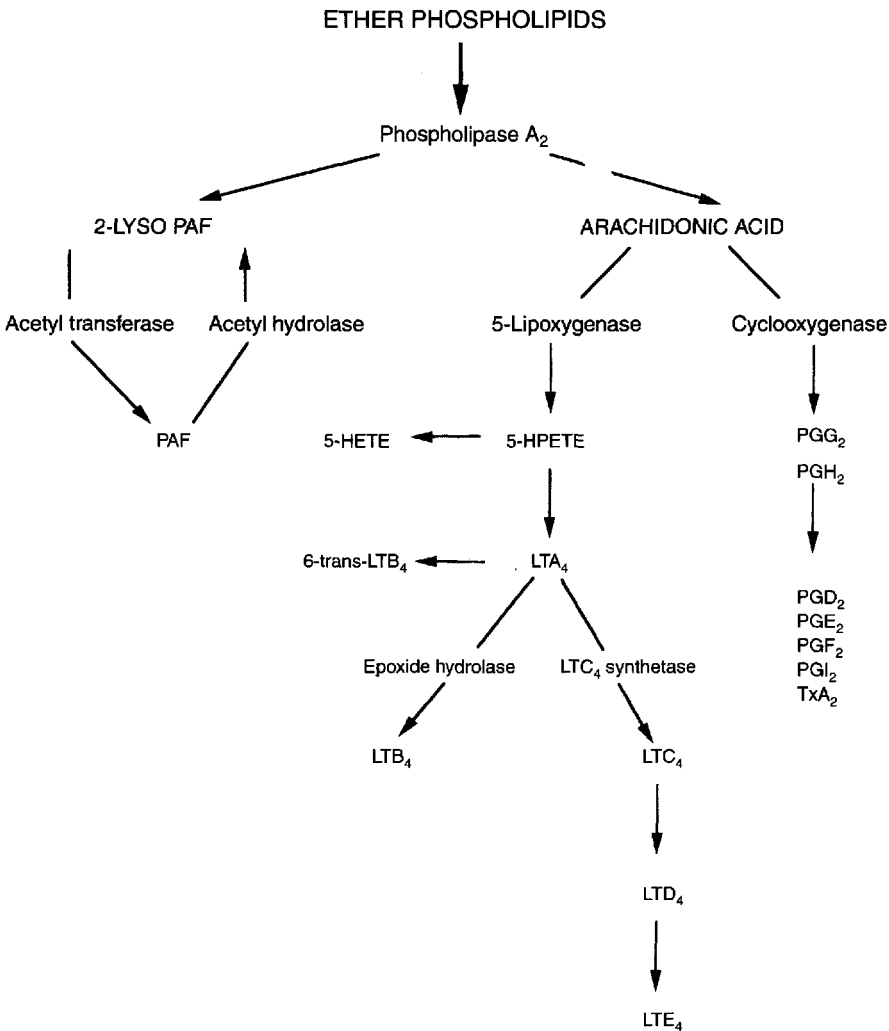 ETHER PHOSPHOLIPIDS
Phospholipase A₂
2-LYSO PAF
ARACHIDONIC ACID
Acetyl transferase
Acetyl hydrolase
5-Lipoxygenase
Cyclooxygenase
PAF
5-HETE
5-HPETE
PGG₂
PGH₂
6-trans-LTB₄
LTA₄
PGD₂
PGE₂
PGF₂
PGI₂
TxA₂
Epoxide hydrolase
LTC₄ synthetase
LTB₄
LTC₄
LTD₄
LTE₄